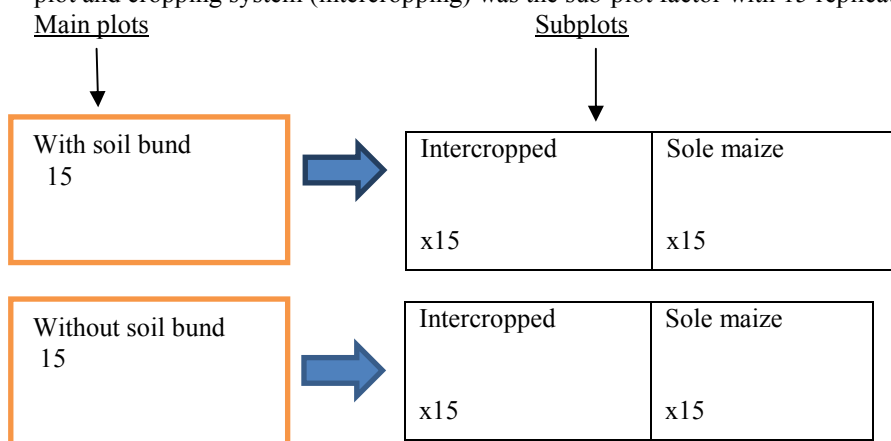 plot and cropping system (intercropping) was the sub-plot factor with 15 replicat
Main plots Subplots
With soil bund
15
Intercropped Sole maize
x15 x15
Without soil bund
15
Intercropped Sole maize
x15 x15